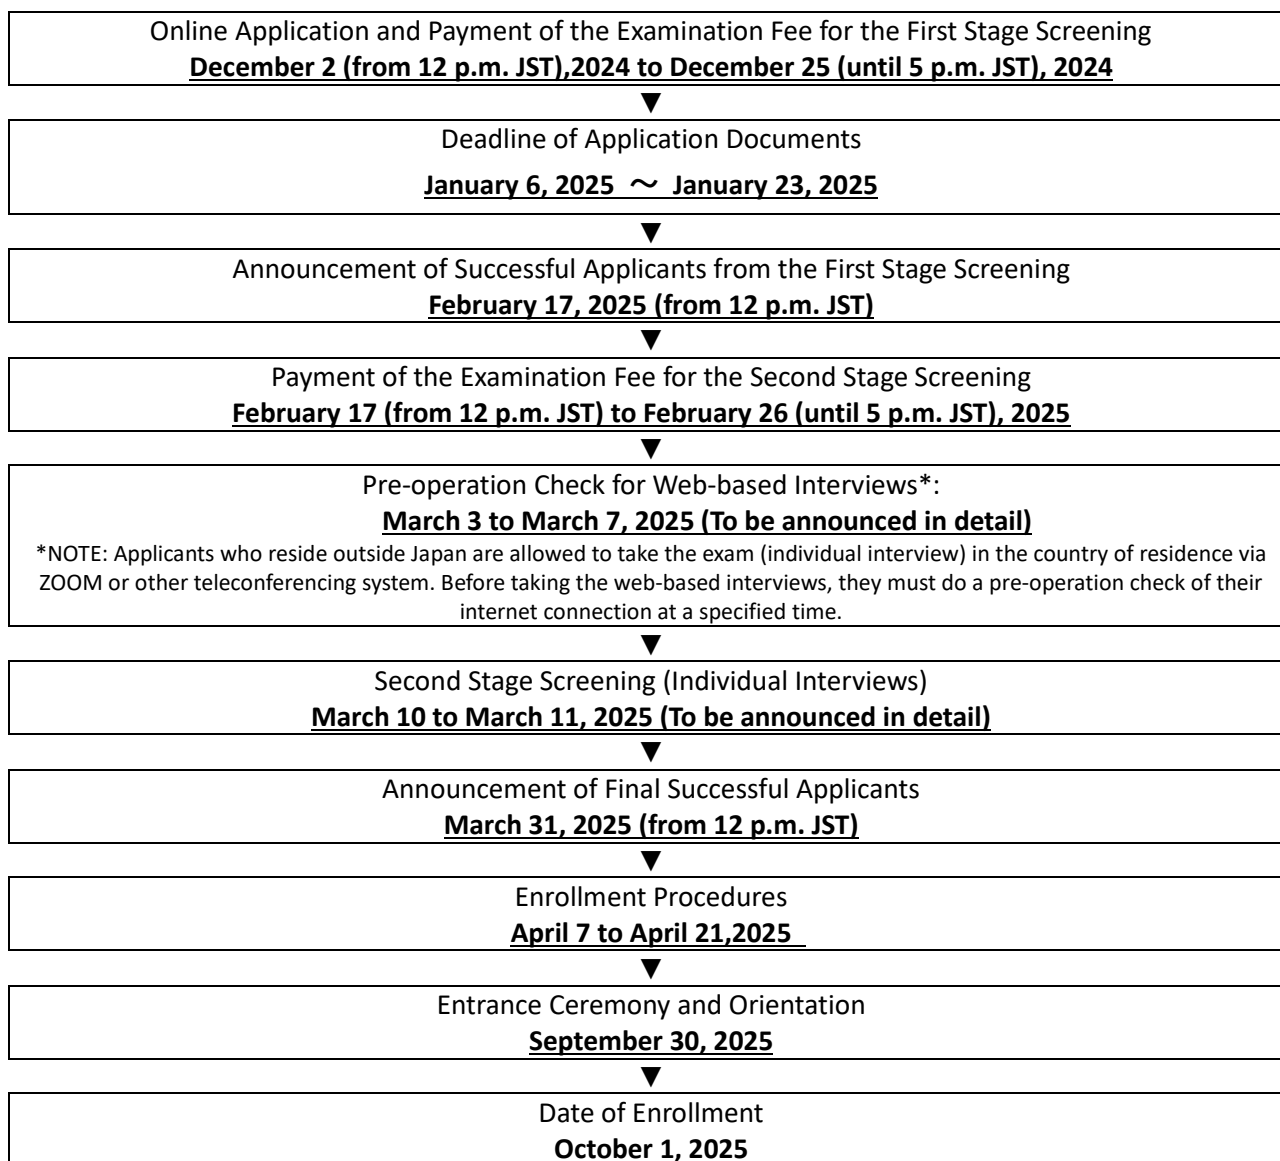 Online Application and Payment of the Examination Fee for the First Stage Screening
December 2 (from 12 p.m. JST),2024 to December 25 (until 5 p.m. JST), 2024
▼
Deadline of Application Documents
January 6, 2025 ～ January 23, 2025
▼
Announcement of Successful Applicants from the First Stage Screening
February 17, 2025 (from 12 p.m. JST)
▼
Payment of the Examination Fee for the Second Stage Screening
February 17 (from 12 p.m. JST) to February 26 (until 5 p.m. JST), 2025
▼
Pre-operation Check for Web-based Interviews*:
March 3 to March 7, 2025 (To be announced in detail)
*NOTE: Applicants who reside outside Japan are allowed to take the exam (individual interview) in the country of residence via
ZOOM or other teleconferencing system. Before taking the web-based interviews, they must do a pre-operation check of their
internet connection at a specified time.
▼
Second Stage Screening (Individual Interviews)
March 10 to March 11, 2025 (To be announced in detail)
▼
Announcement of Final Successful Applicants
March 31, 2025 (from 12 p.m. JST)
▼
Enrollment Procedures
April 7 to April 21,2025
▼
Entrance Ceremony and Orientation
September 30, 2025
▼
Date of Enrollment
October 1, 2025